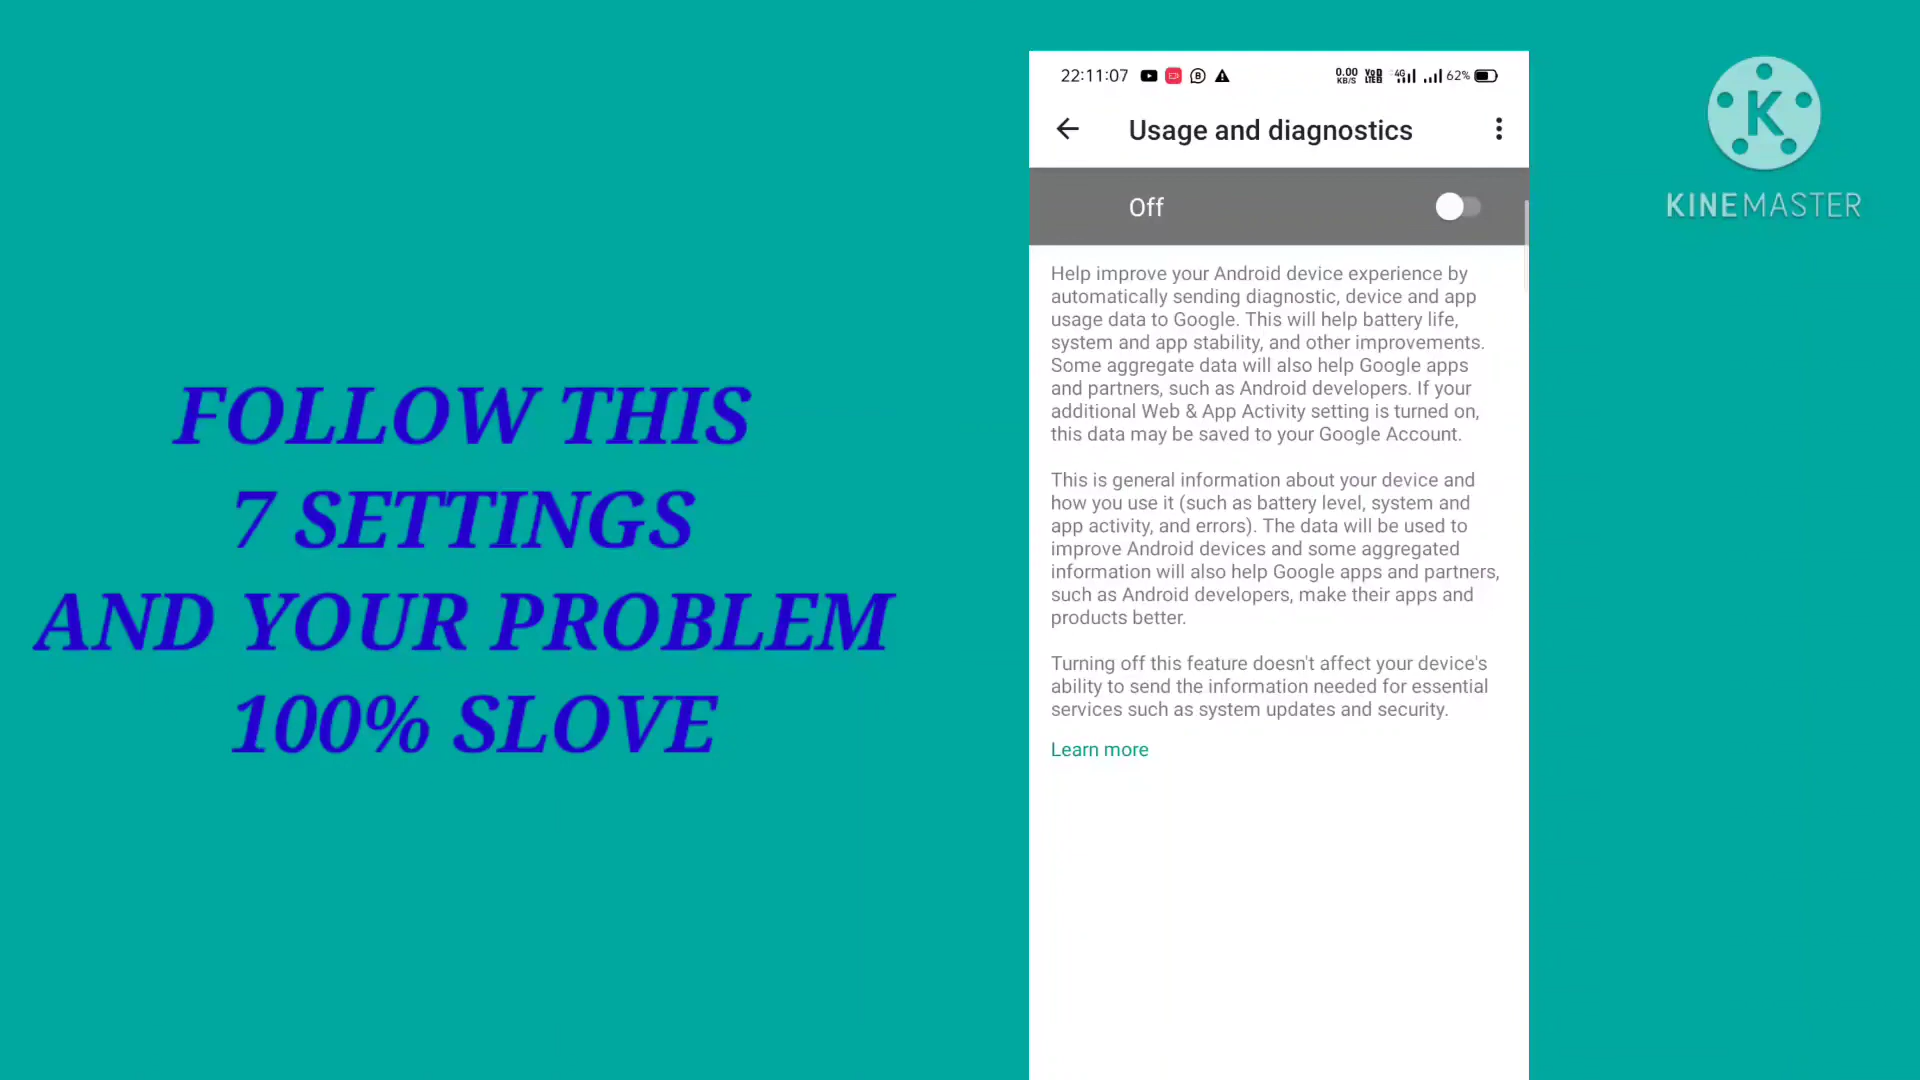 FOLLOW THIS
7 SETTINGS
AND YOUR PROBLEM
100% SLOVE
22:11:07
0.00 KB/S
4G
62%
Usage and diagnostics
Off
Help improve your Android device experience by
automatically sending diagnostic, device and app
usage data to Google. This will help battery life,
system and app stability, and other improvements.
Some aggregate data will also help Google apps
and partners, such as Android developers. If your
additional Web & App Activity setting is turned on,
this data may be saved to your Google Account.
This is general information about your device and
how you use it (such as battery level, system and
app activity, and errors). The data will be used to
improve Android devices and some aggregated
information will also help Google apps and partners,
such as Android developers, make their apps and
products better.
Turning off this feature doesn't affect your device's
ability to send the information needed for essential
services such as system updates and security.
Learn more
K
KINEMASTER